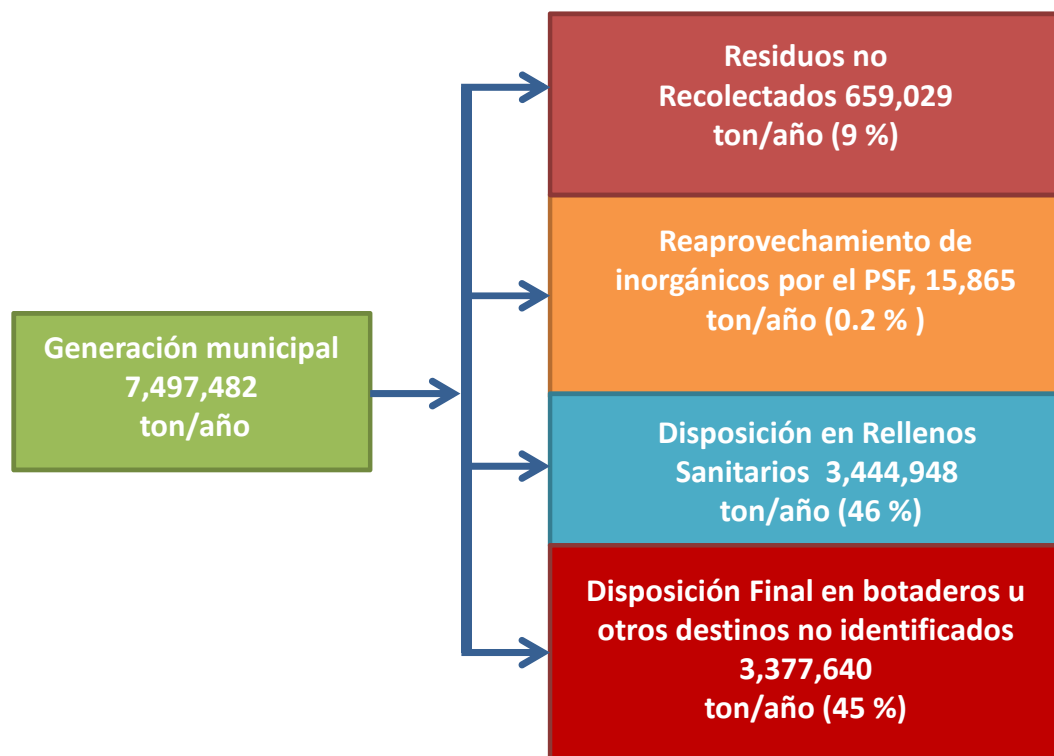 Residuos no
Recolectados 659,029
ton/año (9 %)
Reaprovechamiento de
inorgánicos por el PSF, 15,865
ton/año (0.2 % )
Generación municipal
7,497,482
ton/año
Disposición en Rellenos
Sanitarios  3,444,948
ton/año (46 %)
Disposición Final en botaderos u
otros destinos no identificados
3,377,640
ton/año (45 %)